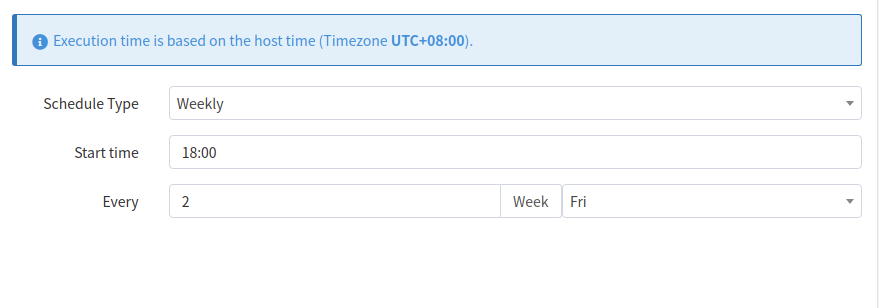 Execution time is based on the host time (Timezone UTC+08:00).
Schedule Type Weekly
Start time 18:00
Every 2 Week Fri